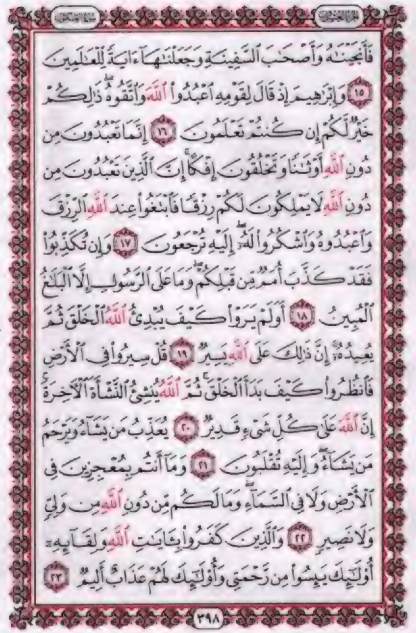 الجزء العشرون
سورة العنكبوت
فَأَنجَيْنَٰهُ وَأَصْحَٰبَ ٱلسَّفِينَةِ وَجَعَلْنَٰهَآ ءَايَةً لِّلْعَٰلَمِينَ
١٥ وَإِبْرَٰهِيمَ إِذْ قَالَ لِقَوْمِهِ ٱعْبُدُوا۟ ٱللَّهَ وَٱتَّقُوهُ ۖ ذَٰلِكُمْ
خَيْرٌ لَّكُمْ إِن كُنتُمْ تَعْلَمُونَ ١٦ إِنَّمَا تَعْبُدُونَ مِن
دُونِ ٱللَّهِ أَوْثَٰنًا وَتَخْلُقُونَ إِفْكًا ۚ إِنَّ ٱلَّذِينَ تَعْبُدُونَ مِن
دُونِ ٱللَّهِ لَا يَمْلِكُونَ لَكُمْ رِزْقًا فَٱبْتَغُوا۟ عِندَ ٱللَّهِ ٱلرِّزْقَ
وَٱعْبُدُوهُ وَٱشْكُرُوا۟ لَهُۥٓ ۖ إِلَيْهِ تُرْجَعُونَ ١٧ وَإِن تُكَذِّبُوا۟
فَقَدْ كَذَّبَ أُمَمٌ مِّن قَبْلِكُمْ ۖ وَمَا عَلَى ٱلرَّسُولِ إِلَّا ٱلْبَلَٰغُ
ٱلْمُبِينُ ١٨ أَوَلَمْ يَرَوْا۟ كَيْفَ يُبْدِئُ ٱللَّهُ ٱلْخَلْقَ ثُمَّ
يُعِيدُهُۥٓ ۚ إِنَّ ذَٰلِكَ عَلَى ٱللَّهِ يَسِيرٌ ١٩ قُلْ سِيرُوا۟ فِى ٱلْأَرْضِ
فَٱنظُرُوا۟ كَيْفَ بَدَأَ ٱلْخَلْقَ ۚ ثُمَّ ٱللَّهُ يُنشِئُ ٱلنَّشْأَةَ ٱلْءَاخِرَةَ ۚ
إِنَّ ٱللَّهَ عَلَىٰ كُلِّ شَىْءٍ قَدِيرٌ ٢٠ يُعَذِّبُ مَن يَشَآءُ وَيَرْحَمُ
مَن يَشَآءُ ۖ وَإِلَيْهِ تُقْلَبُونَ ٢١ وَمَآ أَنتُم بِمُعْجِزِينَ فِى
ٱلْأَرْضِ وَلَا فِى ٱلسَّمَآءِ ۖ وَمَا لَكُم مِّن دُونِ ٱللَّهِ مِن وَلِىٍّ
وَلَا نَصِيرٍ ٢٢ وَٱلَّذِينَ كَفَرُوا۟ بِـَٔايَٰتِ ٱللَّهِ وَلِقَآئِهِۦٓ
أُو۟لَٰٓئِكَ يَئِسُوا۟ مِن رَّحْمَتِى وَأُو۟لَٰٓئِكَ لَهُمْ عَذَابٌ أَلِيمٌ ٢٣
٣٩٨